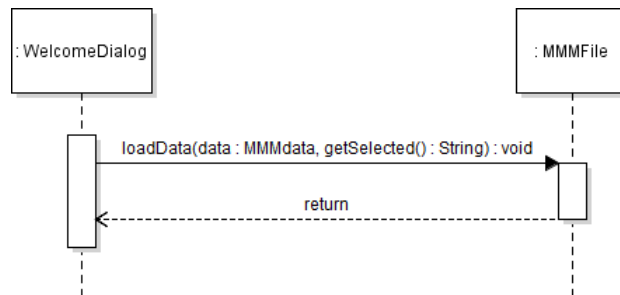 : WelcomeDialog
: MMMFile
loadData(data : MMMdata, getSelected() : String) : void
return